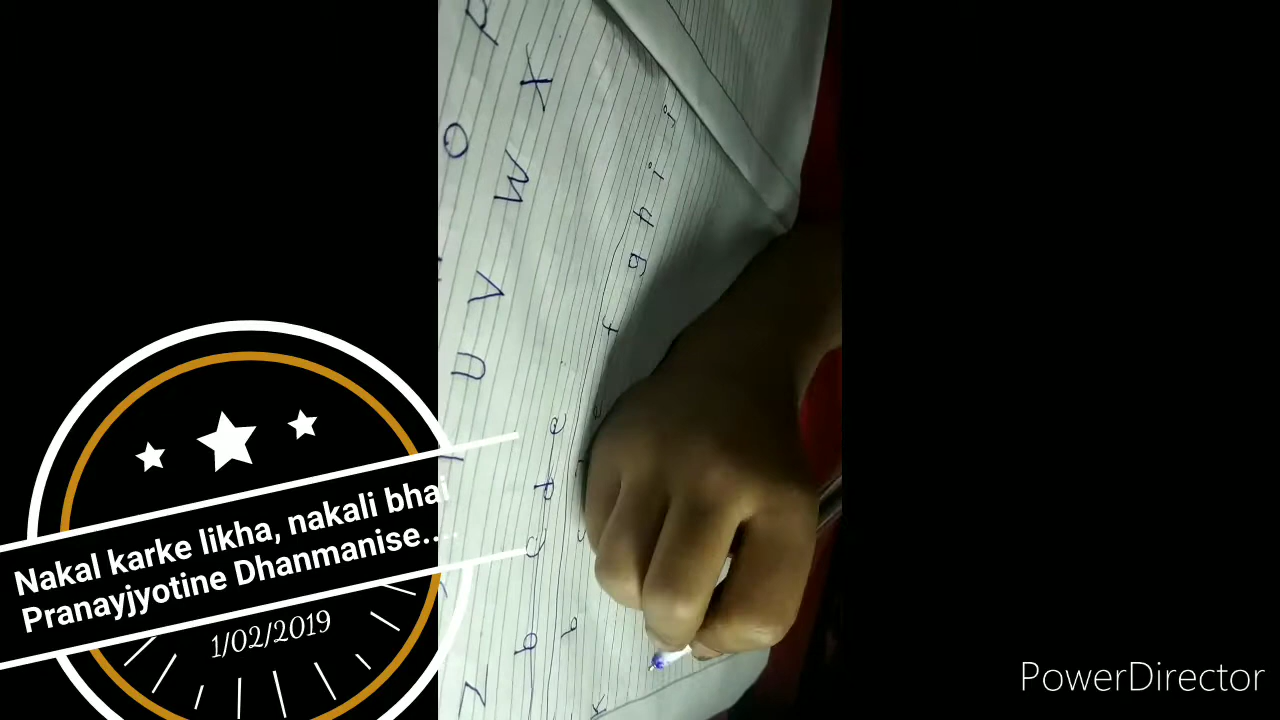 P O
X W V U
Z
b c d e
b e f g h i j
k
Nakal karke likha, nakali bhai
Pranayjyotine Dhanmanise....
1/02/2019
PowerDirector